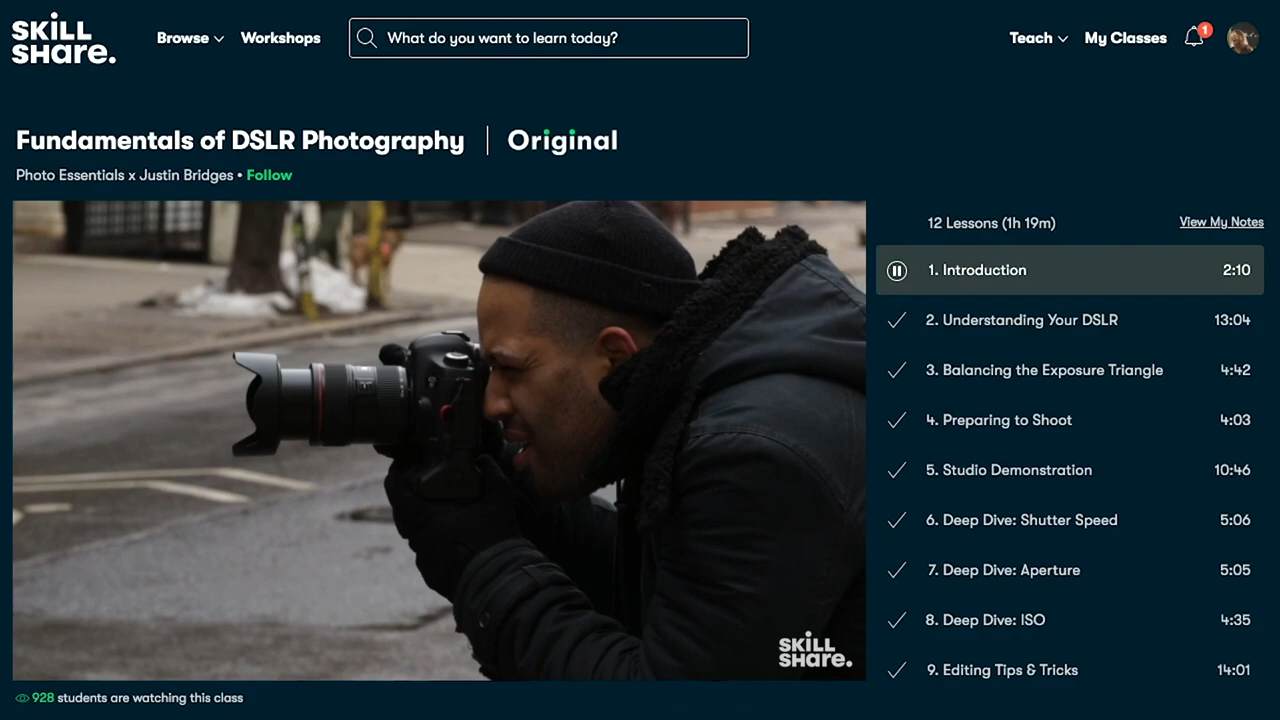 SKILL
SHare.
Browse
Workshops
What do you want to learn today?
Teach
My Classes
1
Fundamentals of DSLR Photography | Original
Photo Essentials x Justin Bridges • Follow
12 Lessons (1h 19m)
View My Notes
1. Introduction 2:10
2. Understanding Your DSLR 13:04
3. Balancing the Exposure Triangle 4:42
4. Preparing to Shoot 4:03
5. Studio Demonstration 10:46
6. Deep Dive: Shutter Speed 5:06
7. Deep Dive: Aperture 5:05
8. Deep Dive: ISO 4:35
9. Editing Tips & Tricks 14:01
SKILL
SHare.
928 students are watching this class